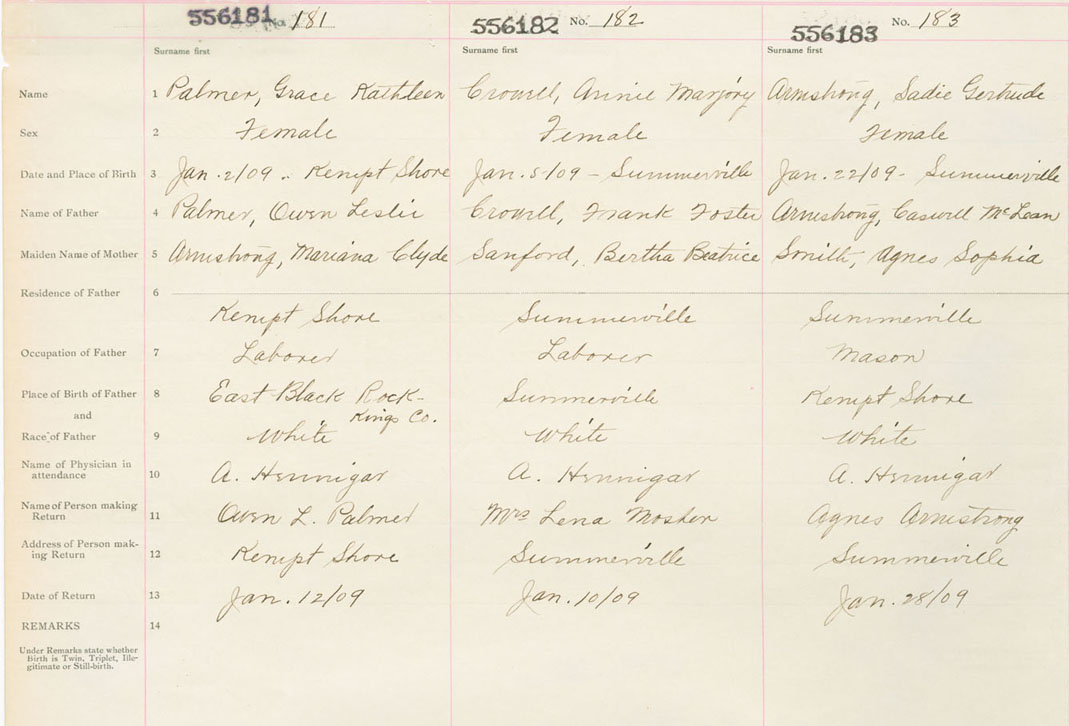 556181 No. 181 556182 No. 182 556183 No. 183
Surname first Surname first Surname first
Name 1 Palmer, Grace Kathleen Crowell, Annie Marjory Armstrong, Sadie Gertrude
Sex 2 Female Female Female
Date and Place of Birth 3 Jan. 2/09 .. Kempt Shore Jan. 5/09 - Summerville Jan. 22/09 - Summerville
Name of Father 4 Palmer, Owen Leslie Crowell, Frank Foster Armstrong, Caswell McLean
Maiden Name of Mother 5 Armstrong, Mariana Clyde Sanford, Bertha Beatrice Smith, Agnes Sophia
Residence of Father 6
Kempt Shore Summerville Summerville
Occupation of Father 7 Laborer Laborer Mason
Place of Birth of Father 8 East Black Rock- Summerville Kempt Shore
and Kings Co.
Race of Father 9 White White White
Name of Physician in
attendance 10 A. Hennigar A. Hennigar A. Hennigar
Name of Person making
Return 11 Owen L. Palmer Mrs Lena Mosher Agnes Armstrong
Address of Person mak-
ing Return 12 Kempt Shore Summerville Summerville
Date of Return 13 Jan. 12/09 Jan. 10/09 Jan. 28/09
REMARKS 14
Under Remarks state whether
Birth is Twin, Triplet, Ille-
gitimate or Still-birth.